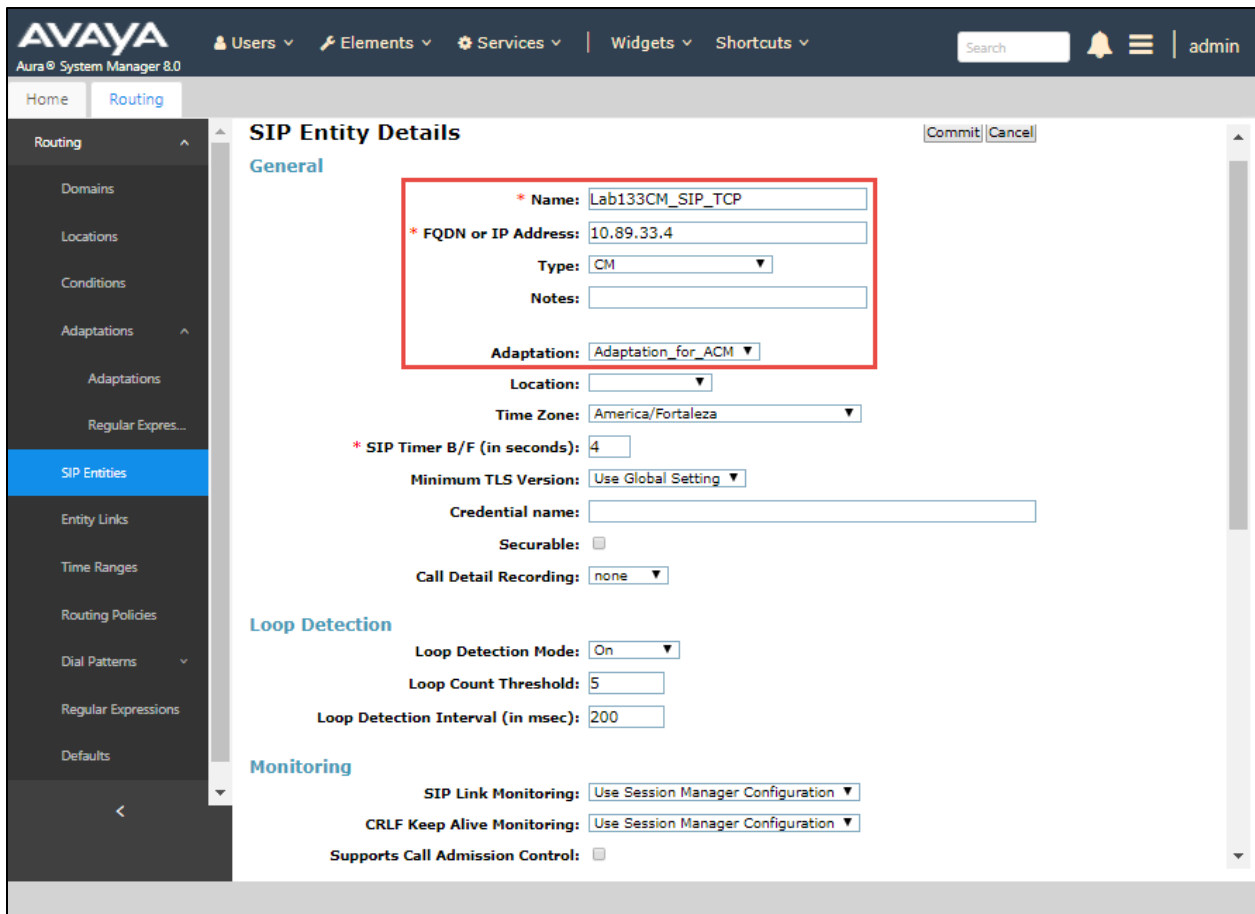 AVAYA
Aura® System Manager 8.0
Users
Elements
Services
Widgets
Shortcuts
Search
admin
Home
Routing
Routing
Domains
Locations
Conditions
Adaptations
Adaptations
Regular Expres...
SIP Entities
Entity Links
Time Ranges
Routing Policies
Dial Patterns
Regular Expressions
Defaults
<
SIP Entity Details
Commit Cancel
General
* Name: Lab133CM_SIP_TCP
* FQDN or IP Address: 10.89.33.4
Type: CM
Notes:
Adaptation: Adaptation_for_ACM
Location:
Time Zone: America/Fortaleza
* SIP Timer B/F (in seconds): 4
Minimum TLS Version: Use Global Setting
Credential name:
Securable:
Call Detail Recording: none
Loop Detection
Loop Detection Mode: On
Loop Count Threshold: 5
Loop Detection Interval (in msec): 200
Monitoring
SIP Link Monitoring: Use Session Manager Configuration
CRLF Keep Alive Monitoring: Use Session Manager Configuration
Supports Call Admission Control: